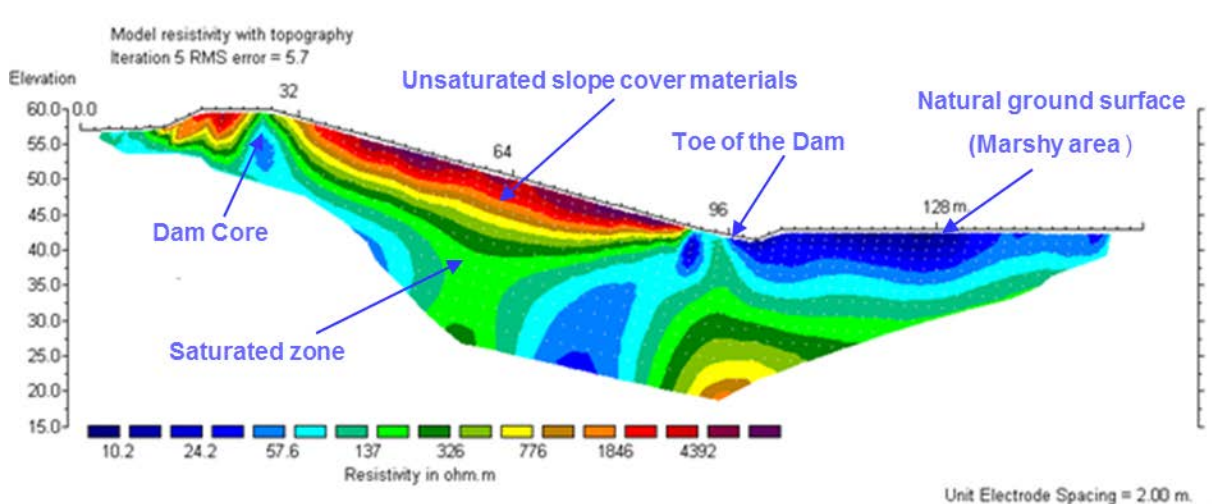 Model resistivity with topography
Iteration 5 RMS error = 5.7
Elevation
Unsaturated slope cover materials
Natural ground surface
(Marshy area)
Toe of the Dam
60.0
0.0
32
55.0
50.0
64
45.0
96
128 m.
Dam Core
40.0
35.0
30.0
Saturated zone
25.0
20.0
15.0
10.2 24.2 57.6 137 326 776 1846 4392
Resistivity in ohm.m
Unit Electrode Spacing = 2.00 m.